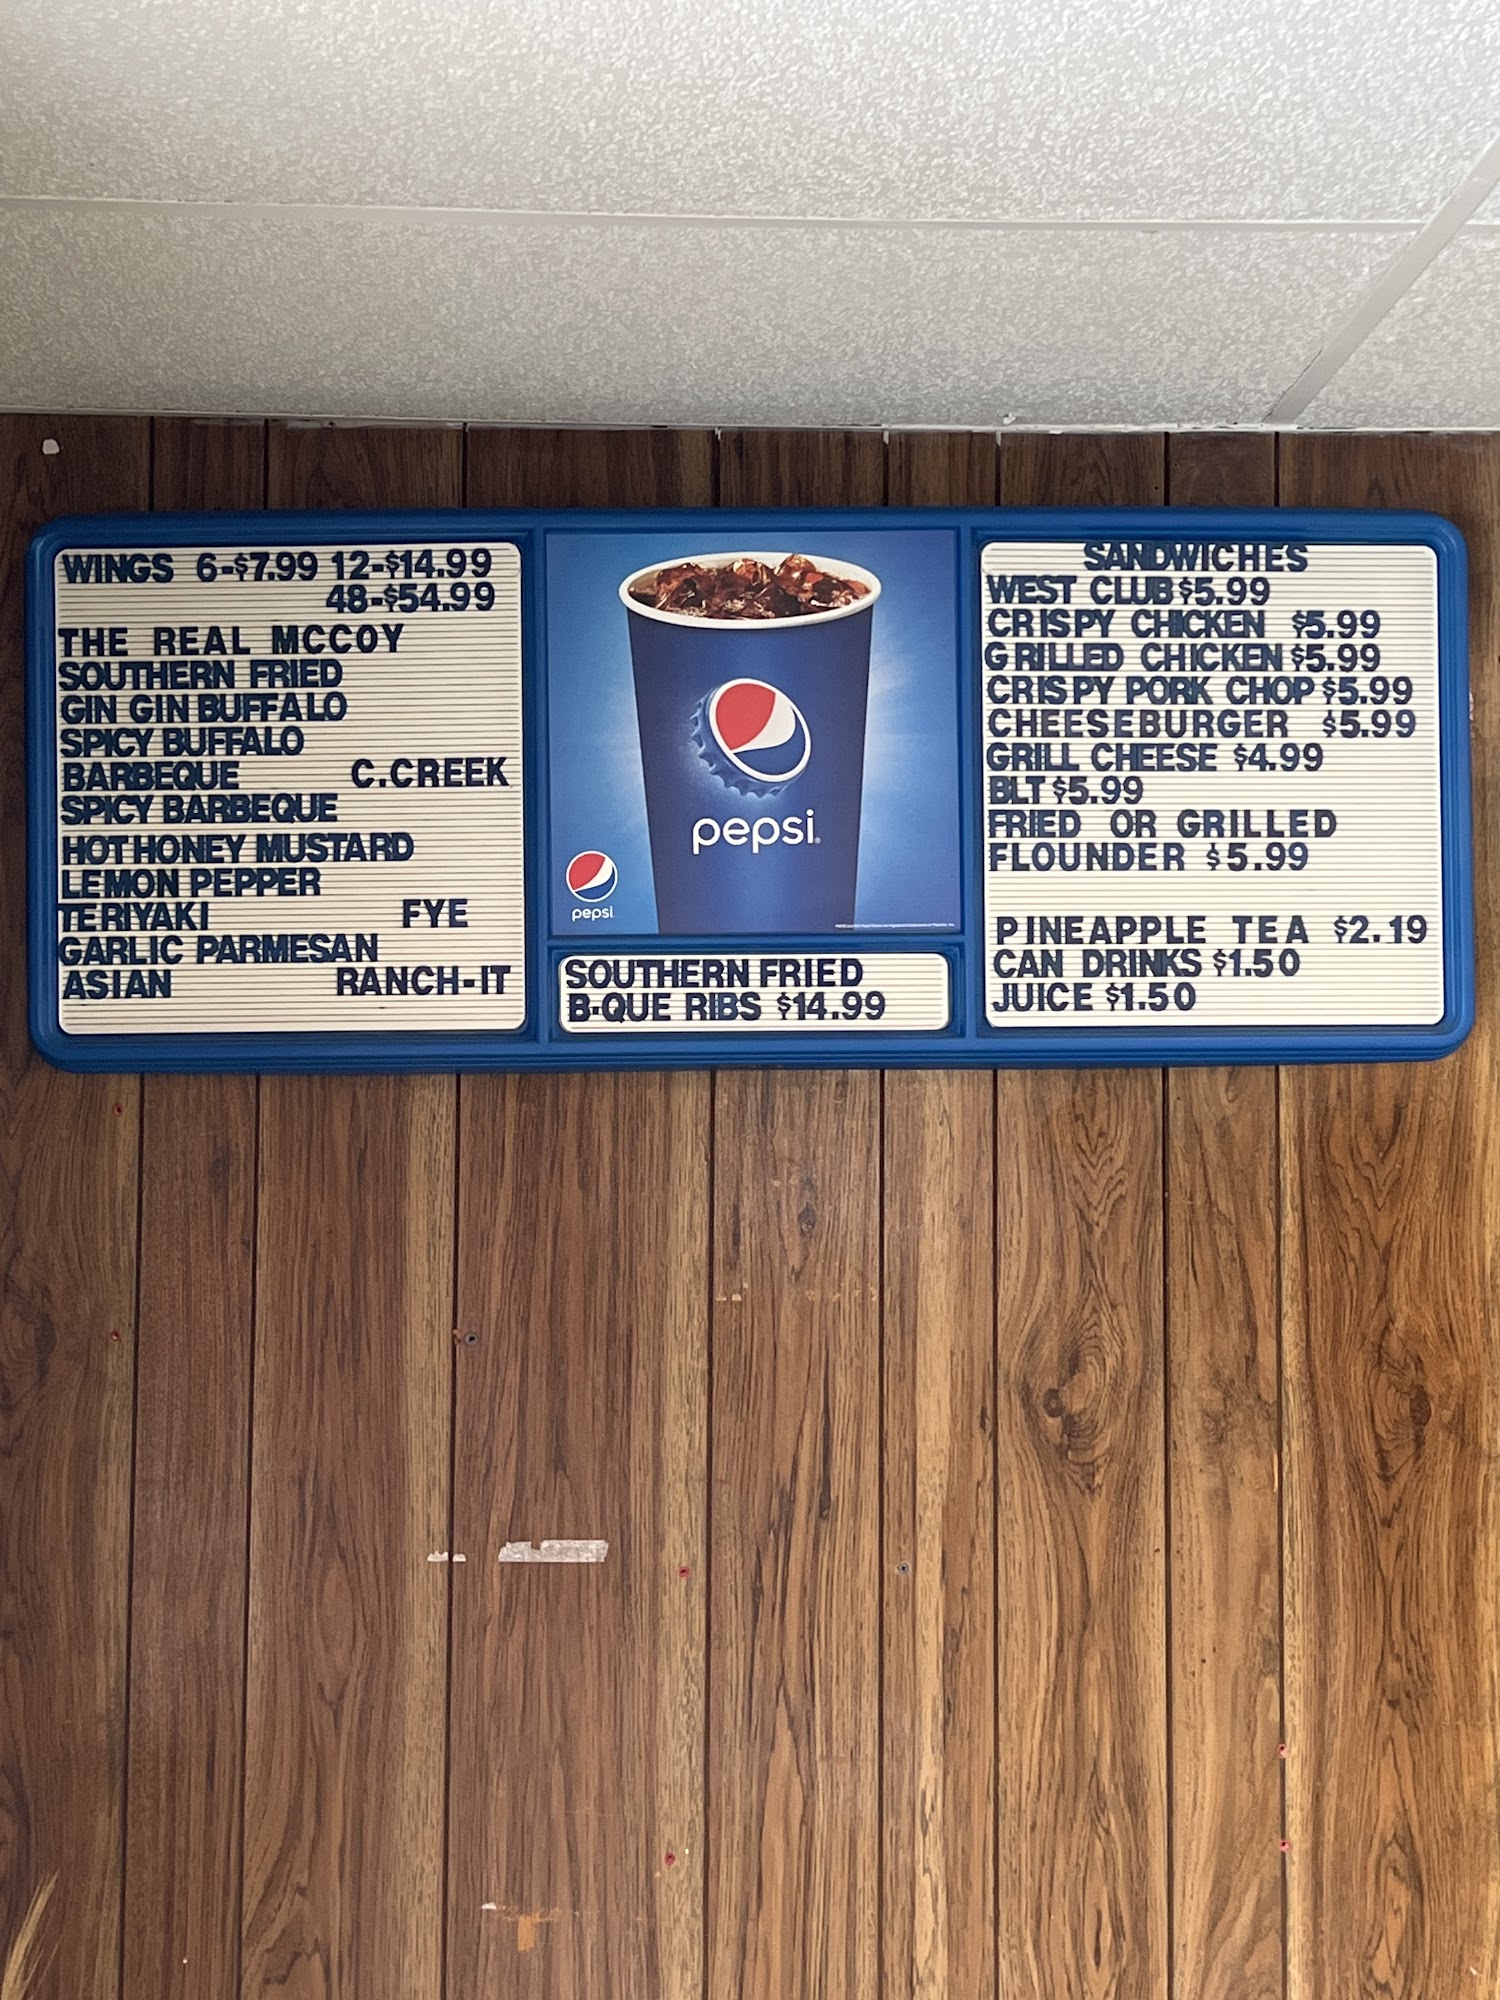 WINGS 6-$7.99 12-$14.99
48-$54.99
THE REAL MCCOY
SOUTHERN FRIED
GIN GIN BUFFALO
SPICY BUFFALO
BARBEQUE C.CREEK
SPICY BARBEQUE
HOT HONEY MUSTARD
LEMON PEPPER
TERIYAKI FYE
GARLIC PARMESAN
ASIAN RANCH-IT
pepsi
pepsi
SOUTHERN FRIED
B-QUE RIBS $14.99
SANDWICHES
WEST CLUB $5.99
CRISPY CHICKEN $5.99
GRILLED CHICKEN $5.99
CRISPY PORK CHOP $5.99
CHEESEBURGER $5.99
GRILL CHEESE $4.99
BLT $5.99
FRIED OR GRILLED
FLOUNDER $5.99
PINEAPPLE TEA $2.19
CAN DRINKS $1.50
JUICE $1.50